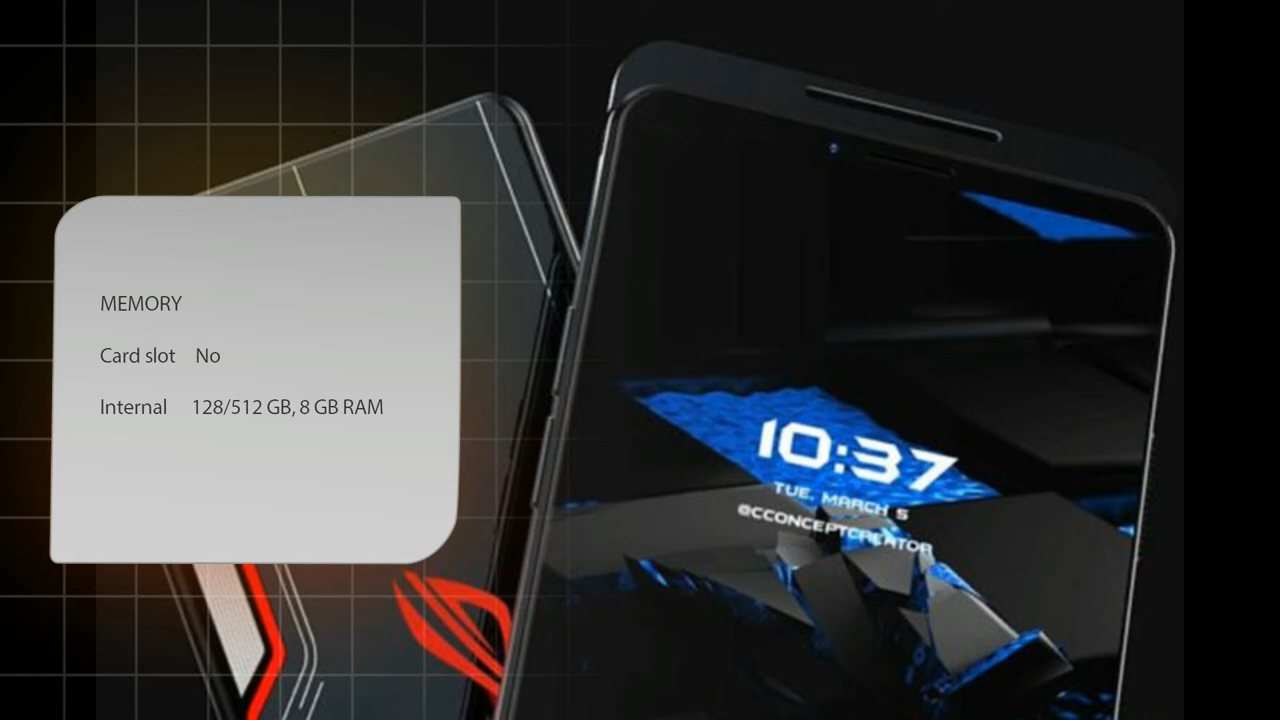 MEMORY
Card slot No
Internal 128/512 GB, 8 GB RAM
10:37
TUE, MARCH 5
@CCONCEPTCREATOR